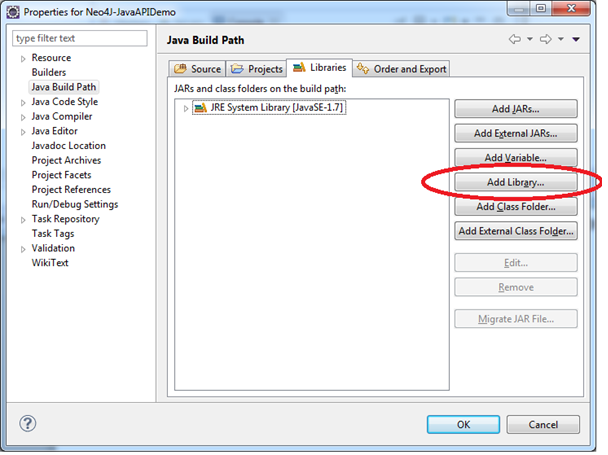 Properties for Neo4J-JavaAPIDemo
type filter text
Resource
Builders
Java Build Path
Java Code Style
Java Compiler
Java Editor
Javadoc Location
Project Archives
Project Facets
Project References
Run/Debug Settings
Task Repository
Task Tags
Validation
WikiText
Java Build Path
Source Projects Libraries Order and Export
JARs and class folders on the build path:
JRE System Library [JavaSE-1.7]
Add JARs...
Add External JARs...
Add Variable...
Add Library...
Add Class Folder...
Add External Class Folder...
Edit...
Remove
Migrate JAR File...
?
OK Cancel